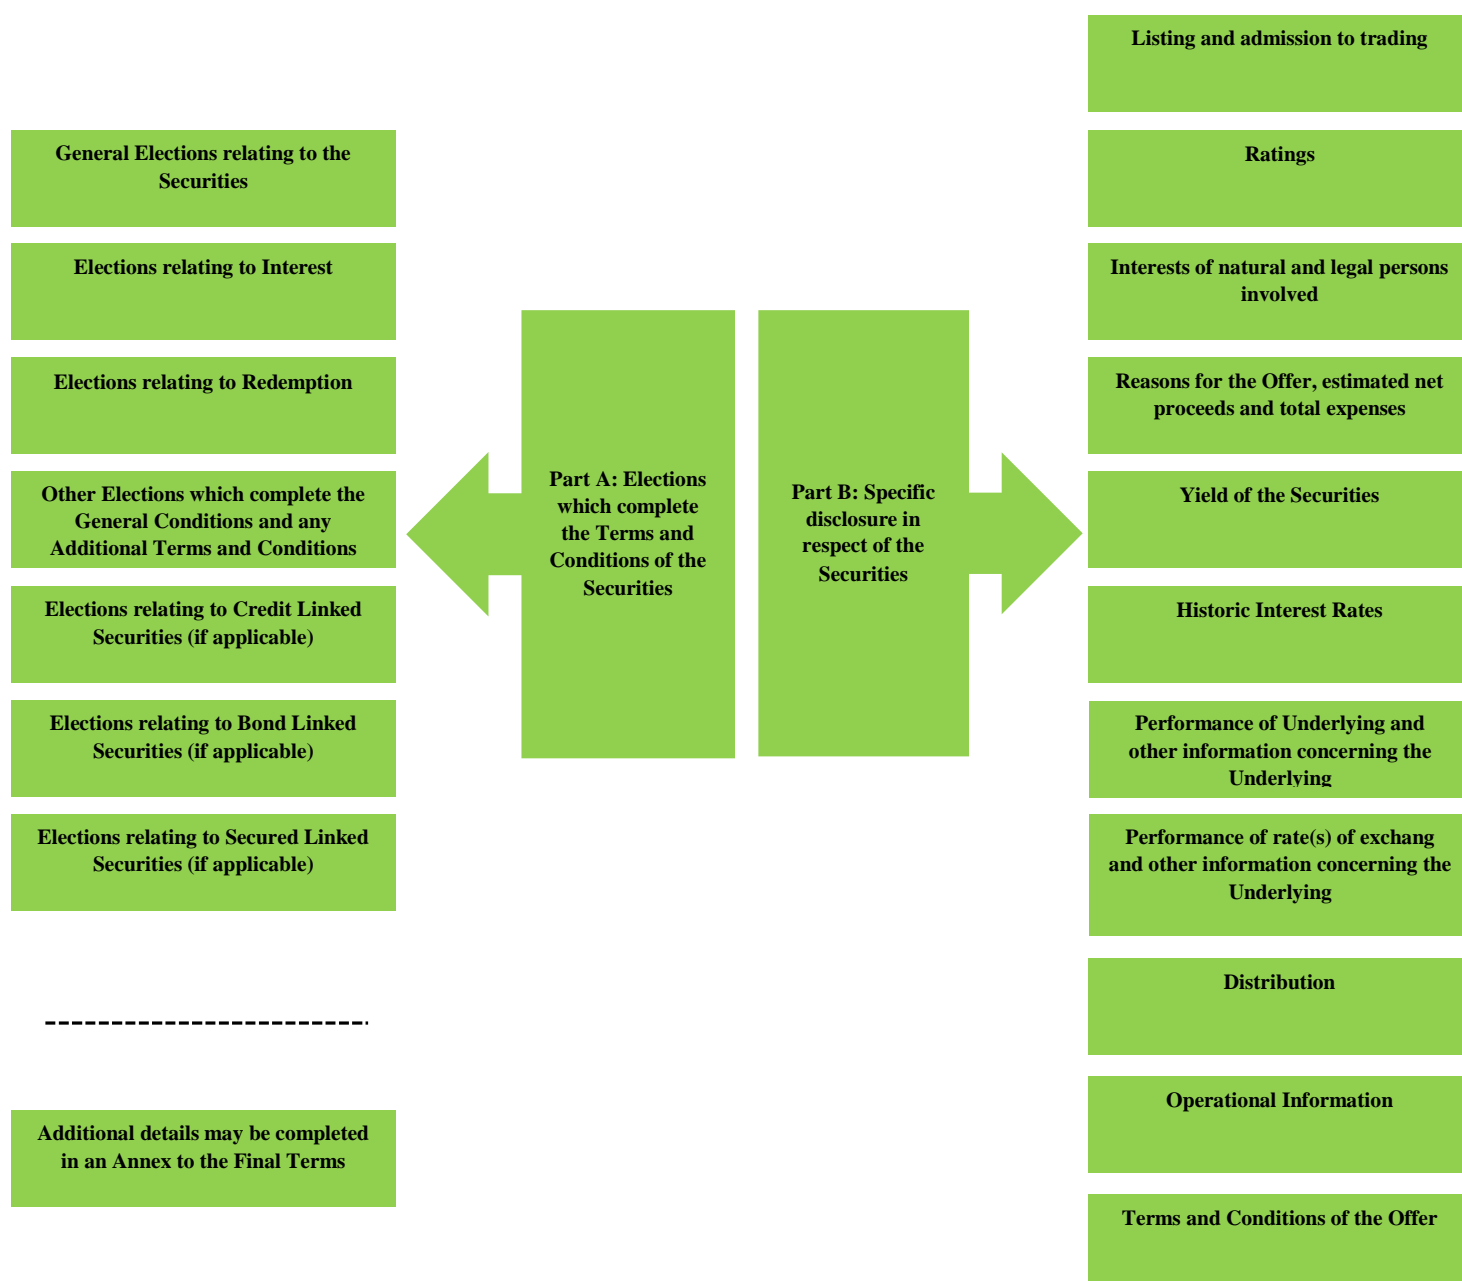 General Elections relating to the
Securities
Elections relating to Interest
Elections relating to Redemption
Other Elections which complete the
General Conditions and any
Additional Terms and Conditions
Elections relating to Credit Linked
Securities (if applicable)
Elections relating to Bond Linked
Securities (if applicable)
Elections relating to Secured Linked
Securities (if applicable)
Additional details may be completed
in an Annex to the Final Terms
Part A: Elections
which complete
the Terms and
Conditions of the
Securities
Part B: Specific
disclosure in
respect of the
Securities
Listing and admission to trading
Ratings
Interests of natural and legal persons
involved
Reasons for the Offer, estimated net
proceeds and total expenses
Yield of the Securities
Historic Interest Rates
Performance of Underlying and
other information concerning the
Underlying
Performance of rate(s) of exchang
and other information concerning the
Underlying
Distribution
Operational Information
Terms and Conditions of the Offer